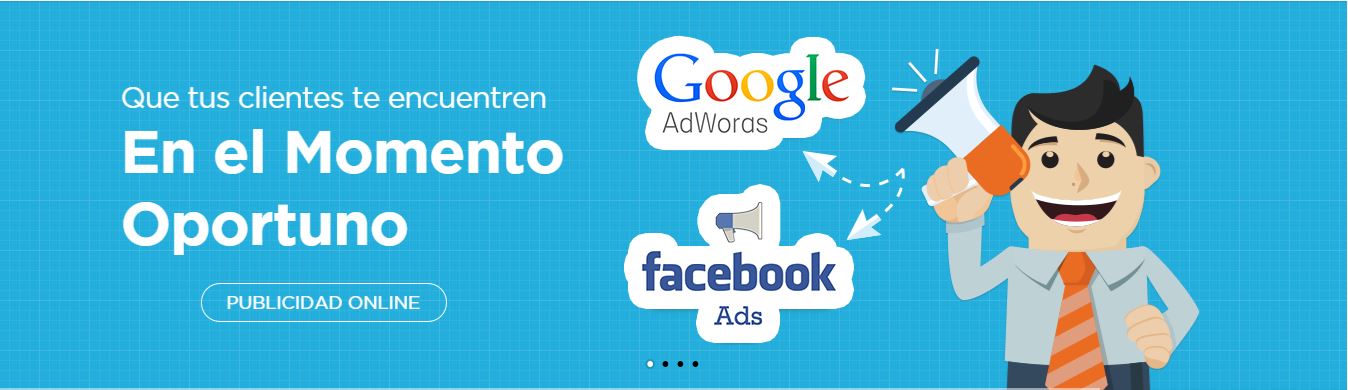 Que tus clientes te encuentren
En el Momento
Oportuno
PUBLICIDAD ONLINE
Google
AdWoras
facebook
Ads